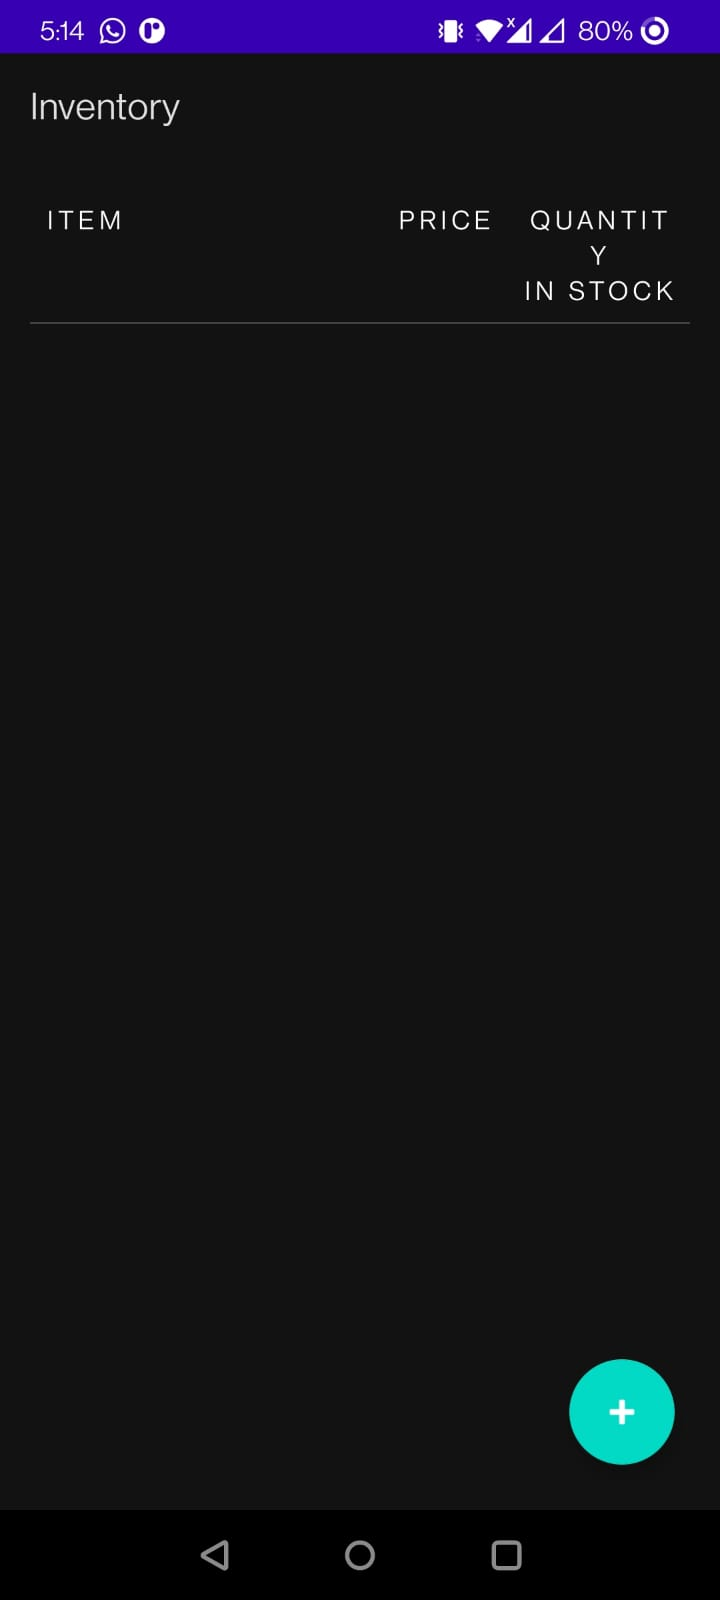 5:14 80%
Inventory
ITEM PRICE QUANTIT
Y
IN STOCK